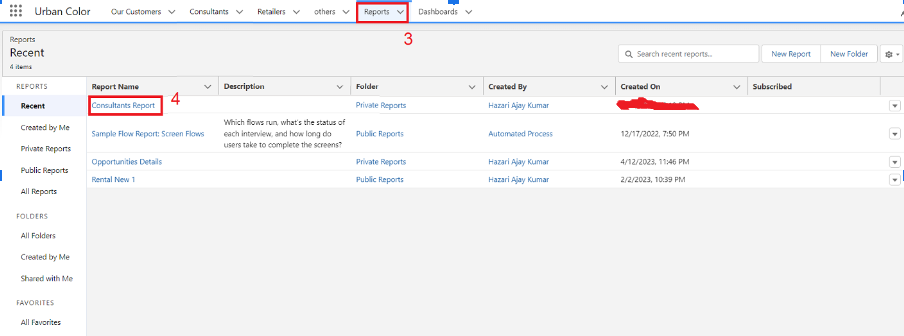 Urban Color Our Customers Consultants Retailers others Reports Dashboards
3
Reports
Recent
4 items
Search recent reports...
New Report
New Folder
REPORTS
Recent
Created by Me
Private Reports
Public Reports
All Reports
FOLDERS
All Folders
Created by Me
Shared with Me
FAVORITES
All Favorites
Report Name Description Folder Created By Created On Subscribed
Consultants Report 4 Private Reports Hazari Ajay Kumar
Sample Flow Report: Screen Flows
Which flows run, what's the status of
each interview, and how long do
users take to complete the screens?
Public Reports Automated Process 12/17/2022, 7:50 PM
Opportunities Details Private Reports Hazari Ajay Kumar 4/12/2023, 11:46 PM
Rental New 1 Public Reports Hazari Ajay Kumar 2/2/2023, 10:39 PM